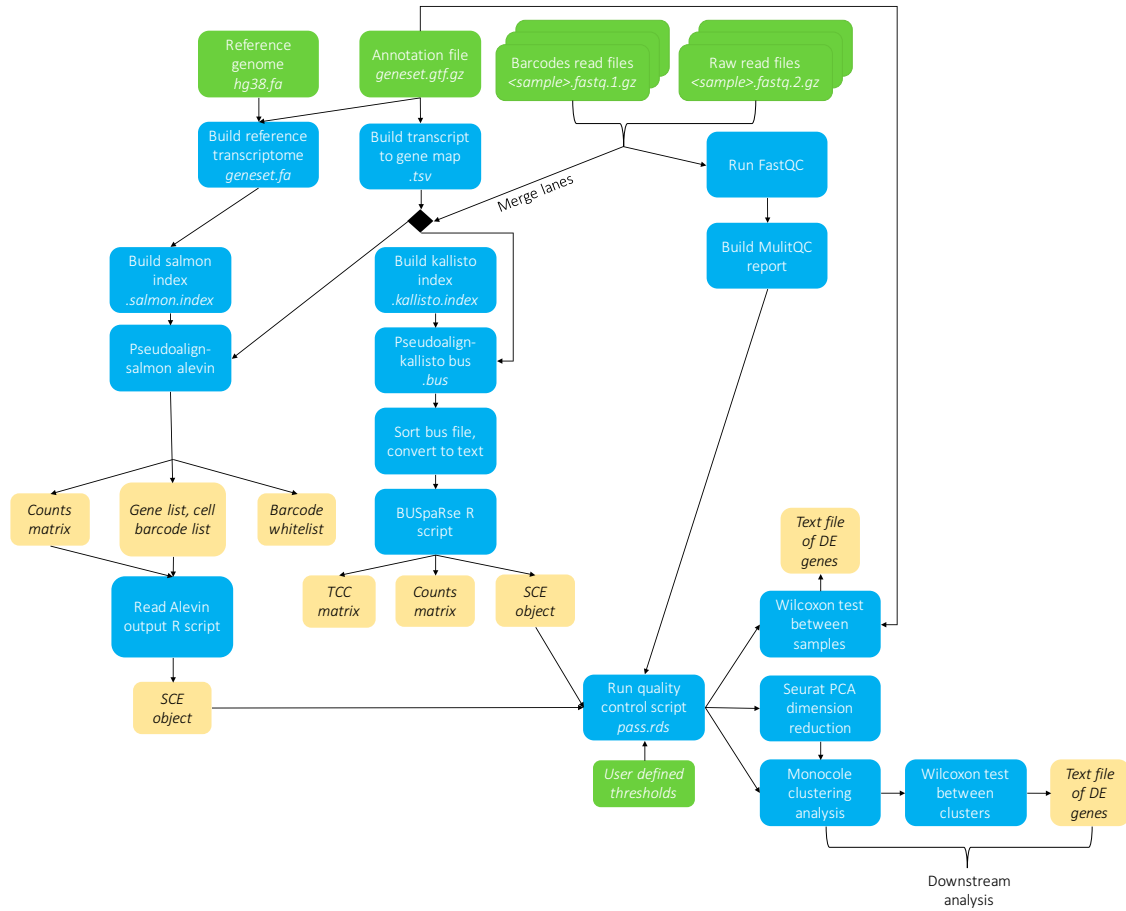 Reference
genome
hg38.fa
Annotation file
geneset.gtf.gz
Barcodes read files
<sample>.fastq.1.gz
Raw read files
<sample>.fastq.2.gz
Build reference
transcriptome
geneset.fa
Build transcript
to gene map
.tsv
Run FastQC
Merge lanes
Build MulitQC
report
Build salmon
index
.salmon.index
Build kallisto
index
.kallisto.index
Pseudoalign-
salmon alevin
Pseudoalign-
kallisto bus
.bus
Sort bus file,
convert to text
Counts
matrix
Gene list, cell
barcode list
Barcode
whitelist
BUSpaRse R
script
Text file
of DE
genes
Read Alevin
output R script
TCC
matrix
Counts
matrix
SCE
object
Wilcoxon test
between
samples
SCE
object
Run quality
control script
pass.rds
Seurat PCA
dimension
reduction
User defined
thresholds
Monocole
clustering
analysis
Wilcoxon test
between
clusters
Text file
of DE
genes
Downstream
analysis